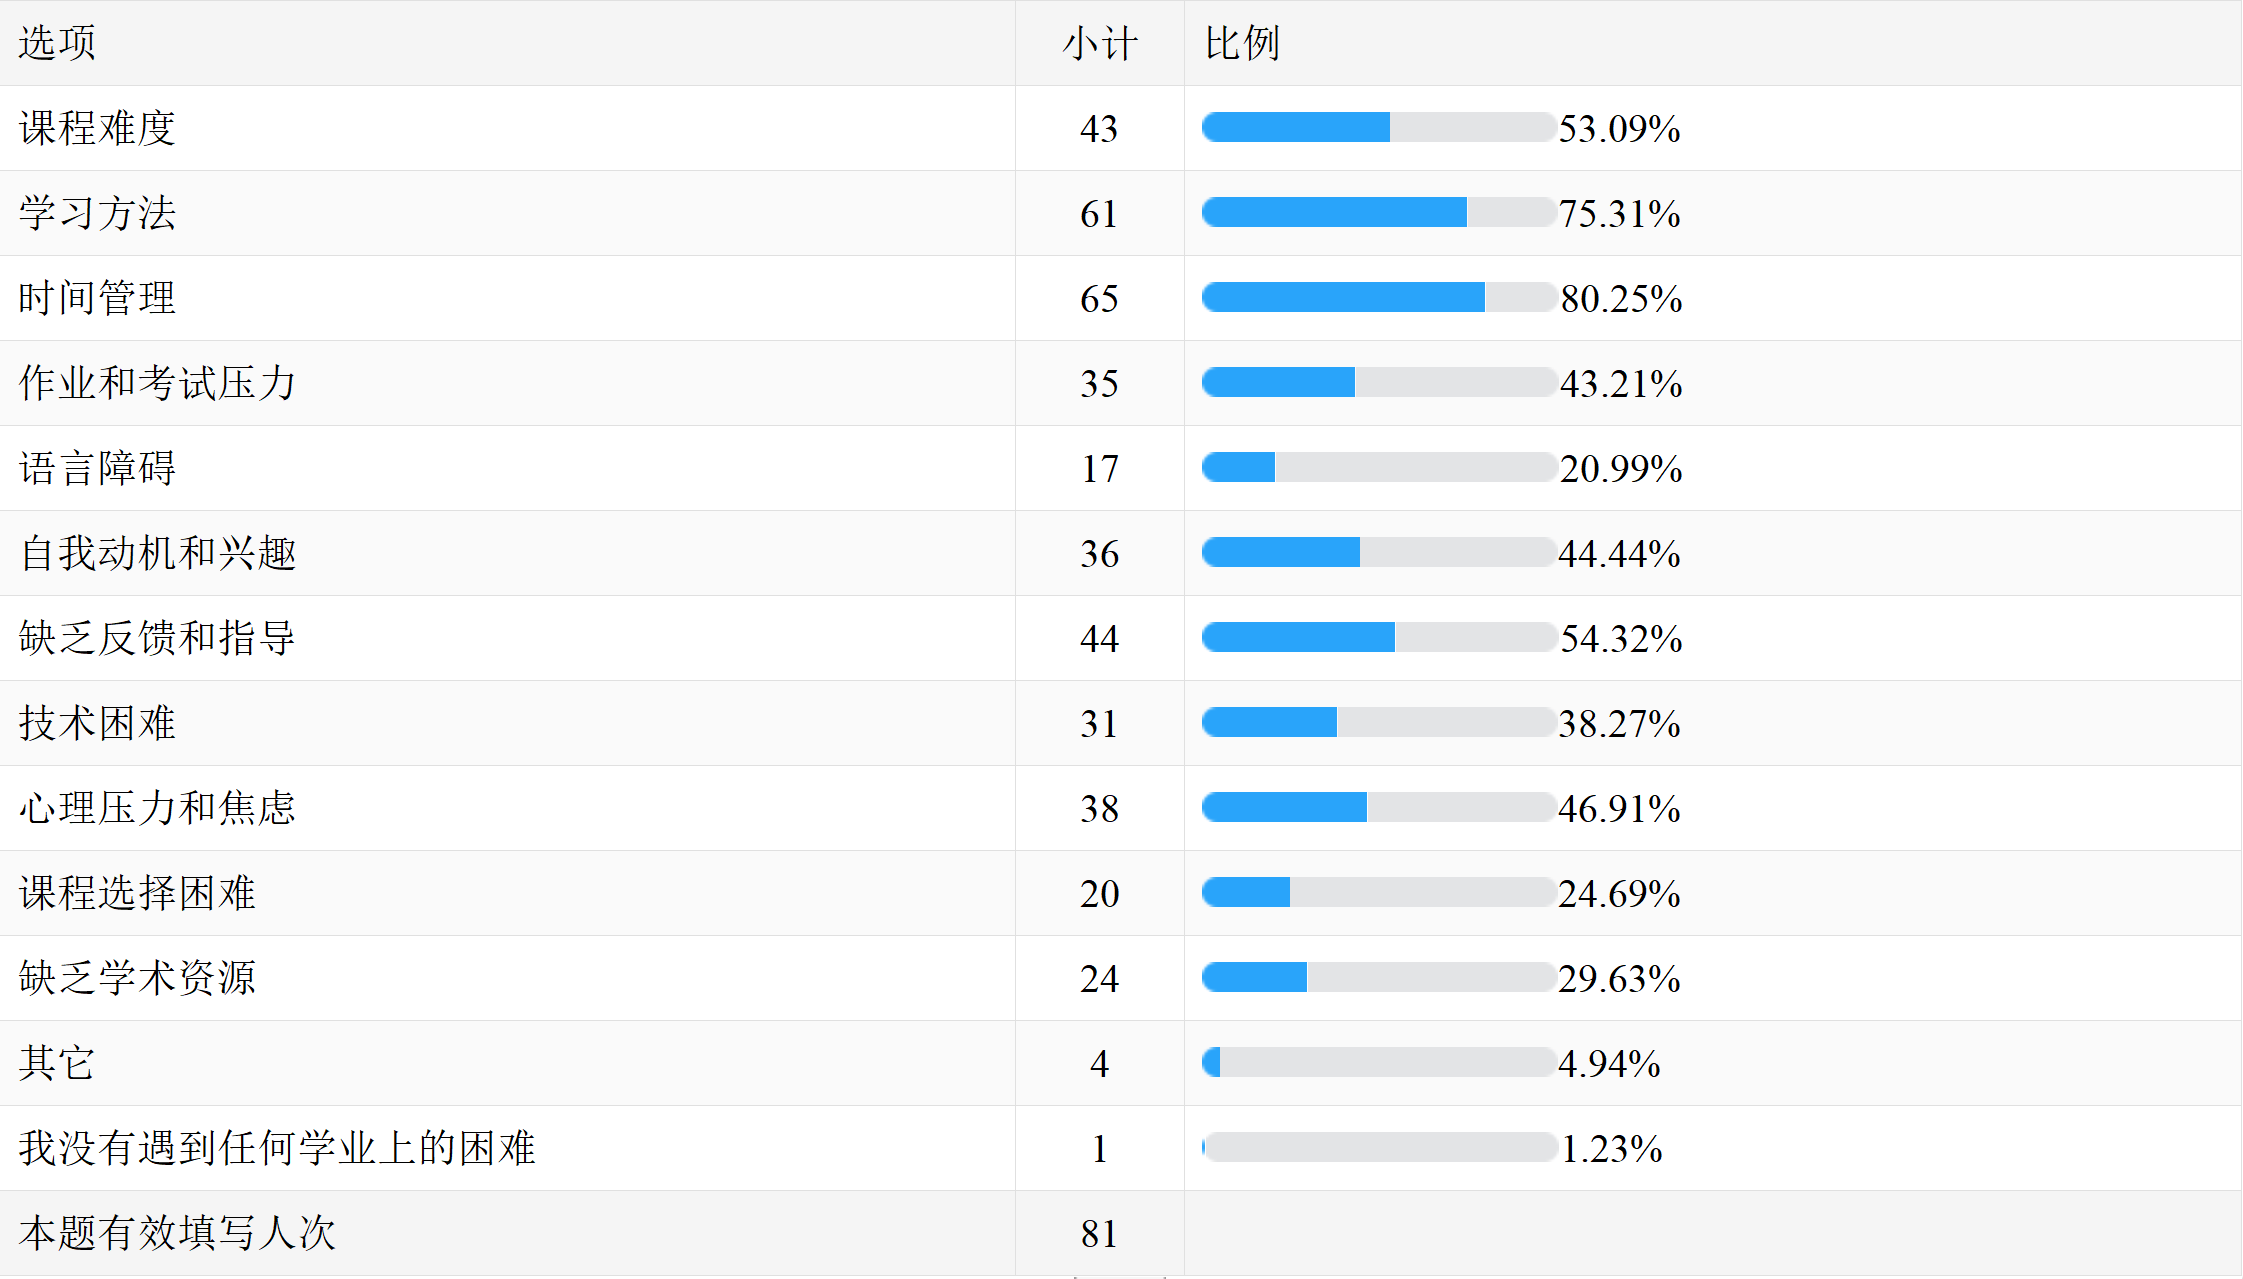 选项 小计 比例
课程难度 43 53.09%
学习方法 61 75.31%
时间管理 65 80.25%
作业和考试压力 35 43.21%
语言障碍 17 20.99%
自我动机和兴趣 36 44.44%
缺乏反馈和指导 44 54.32%
技术困难 31 38.27%
心理压力和焦虑 38 46.91%
课程选择困难 20 24.69%
缺乏学术资源 24 29.63%
其它 4 4.94%
我没有遇到任何学业上的困难 1 1.23%
本题有效填写人次 81